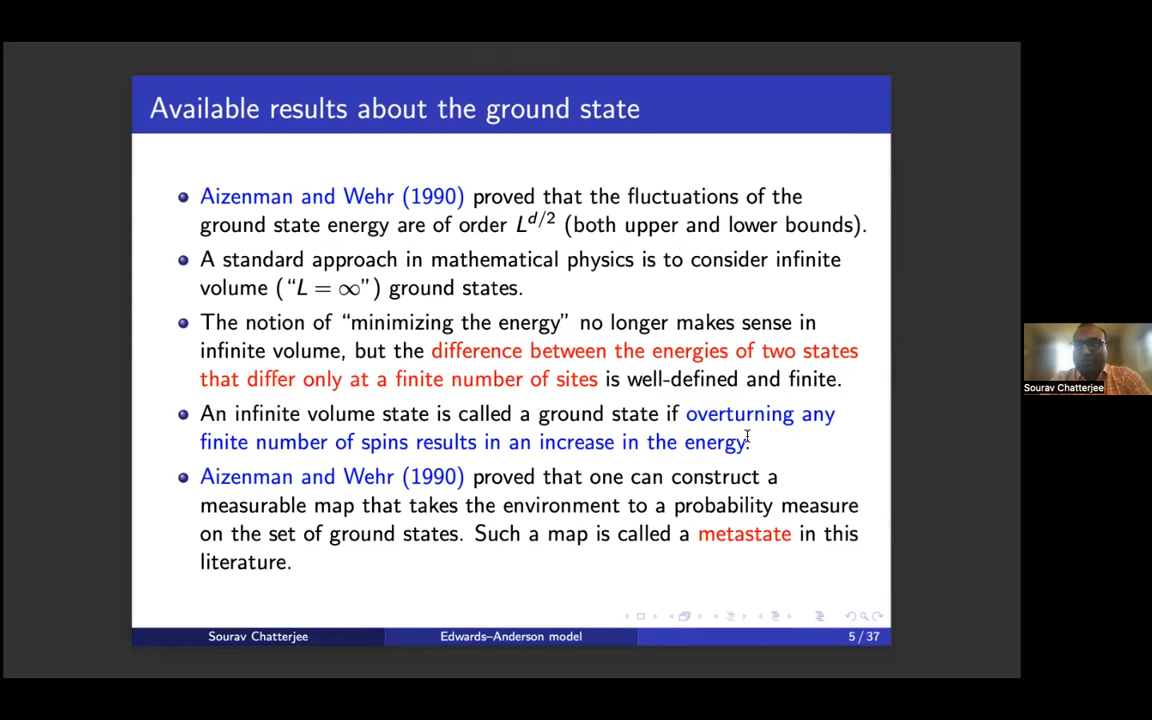 Available results about the ground state
Aizenman and Wehr (1990) proved that the fluctuations of the
ground state energy are of order L^{d/2} (both upper and lower bounds).
A standard approach in mathematical physics is to consider infinite
volume (“L = ∞”) ground states.
The notion of “minimizing the energy” no longer makes sense in
infinite volume, but the difference between the energies of two states
that differ only at a finite number of sites is well-defined and finite.
An infinite volume state is called a ground state if overturning any
finite number of spins results in an increase in the energy.
Aizenman and Wehr (1990) proved that one can construct a
measurable map that takes the environment to a probability measure
on the set of ground states. Such a map is called a metastate in this
literature.
Sourav Chatterjee
Edwards–Anderson model
5 / 37
Sourav Chatterjee